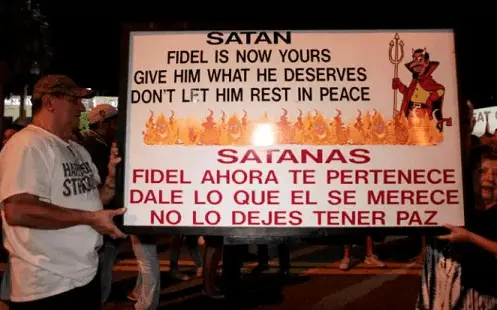 SATAN
FIDEL IS NOW YOURS
GIVE HIM WHAT HE DESERVES
DON'T LET HIM REST IN PEACE
SATANAS
FIDEL AHORA TE PERTENECE
DALE LO QUE EL SE MERECE
NO LO DEJES TENER PAZ
STRONG